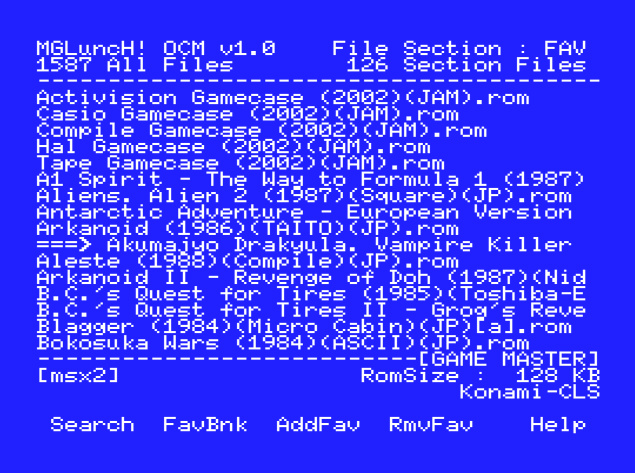 MGLuncH! OCM v1.0    File Section : FAV
1587 All Files        126 Section Files
----------------------------------------
Activision Gamecase (2002)(JAM).rom
Casio Gamecase (2002)(JAM).rom
Compile Gamecase (2002)(JAM).rom
Hal Gamecase (2002)(JAM).rom
Tape Gamecase (2002)(JAM).rom
A1 Spirit - The Way to Formula 1 (1987)
Aliens. Alien 2 (1987)(Square)(JP).rom
Antarctic Adventure - European Version
Arkanoid (1986)(TAITO)(JP).rom
===> Akumajyo Drakyula. Vampire Killer
Aleste (1988)(Compile)(JP).rom
Arkanoid II - Revenge of Doh (1987)(Nid
B.C.'s Quest for Tires (1985)(Toshiba-E
B.C.'s Quest for Tires II - Grog's Reve
Blagger (1984)(Micro Cabin)(JP)[a].rom
Bokosuka Wars (1984)(ASCII)(JP).rom
---------------------------[GAME MASTER]
[msx2]                 RomSize :  128 KB
Konami-CLS
Search  FavBnk  AddFav  RmvFav    Help